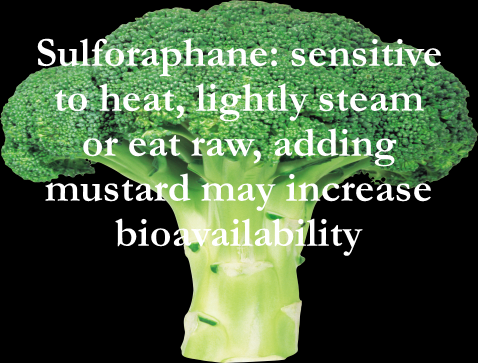 Sulforaphane: sensitive
to heat, lightly steam
or eat raw, adding
mustard may increase
bioavailability